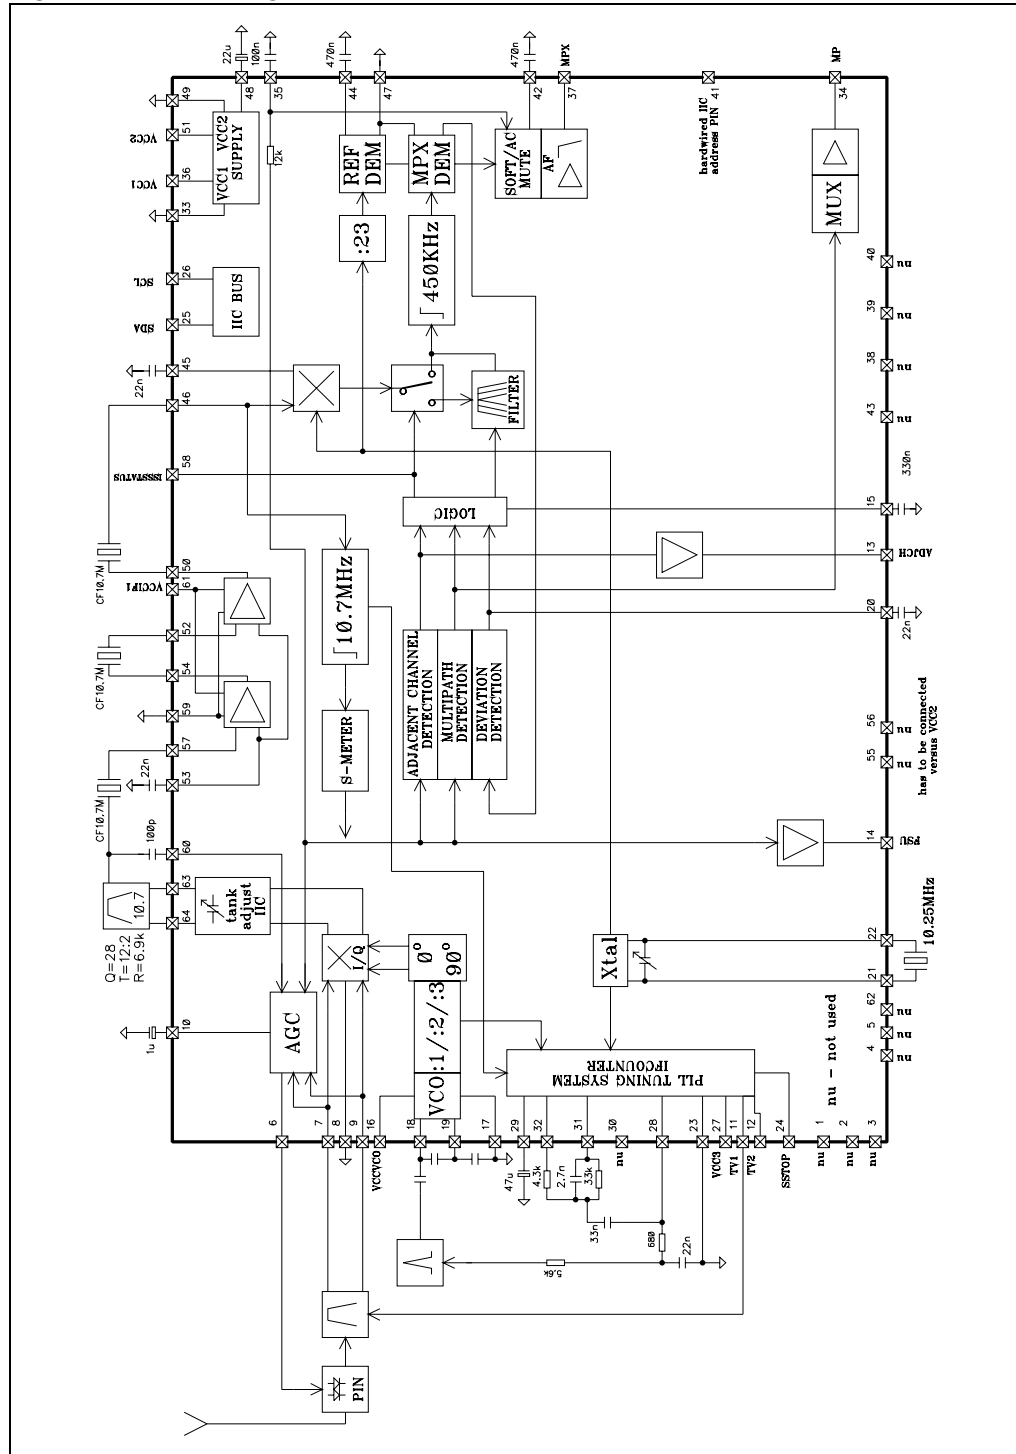 22u
100n
470n
470n
MPX
MP
48
35
44
47
42
37
41
34
hardwired IIC
address PIN
49
51
VCC2
36
VCC1
33
VCC1 VCC2
SUPPLY
12k
REF
DEM
MPX
DEM
SOFT/AC
MUTE
AF
MUX
:23
450KHz
SCL
26
SDA
25
IIC BUS
22n
45
46
FILTER
40
nu
39
nu
38
nu
43
nu
58
ISSSTATUS
LOGIC
330n
15
13
ADJCH
20
22n
CF10.7M
50
61
VCCIF1
52
CF10.7M
54
59
57
22n
53
CF10.7M
10.7MHz
S-METER
ADJACENT CHANNEL
DETECTION
MULTIPATH
DETECTION
DEVIATION
DETECTION
56
nu
55
nu
has to be connected
versus VCC2
14
FSU
100p
60
63
64
10.7
Q=28
T=12:2
R=6.9k
tank
adjust
IIC
I/Q
0°
90°
Xtal
22
21
10.25MHz
62
nu
5
nu
4
nu
nu - not used
1u
10
AGC
VCO
:1/:2/:3
PLL TUNING SYSTEM
IFCOUNTER
6
7
8
9
16
VCCVCO
18
19
17
29
32
31
30
nu
28
23
27
VCC3
11
TV1
12
TV2
24
SSTOP
1
nu
2
nu
3
nu
47u
4.3k
2.7n
33k
33n
680
22n
5.6k
PIN